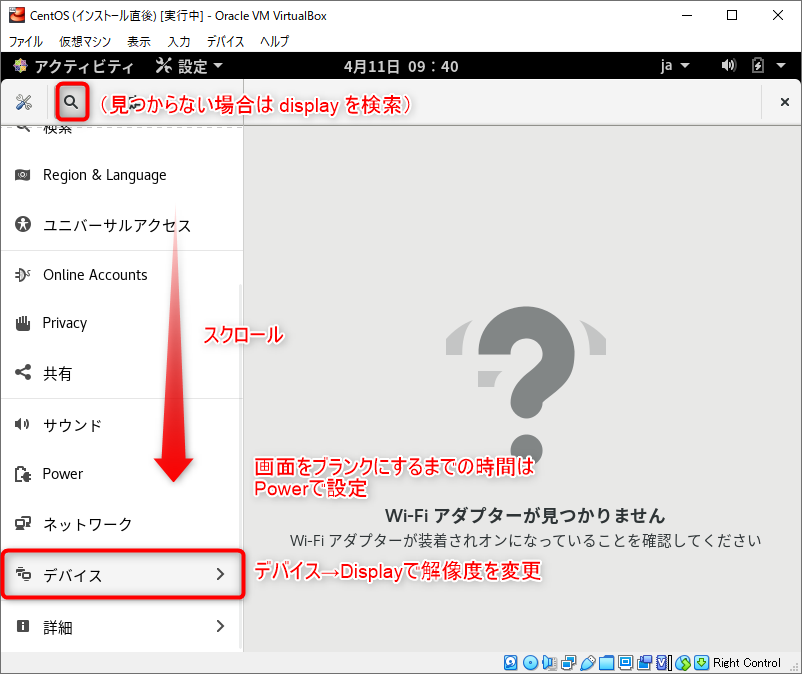 CentOS (インストール直後) [実行中] - Oracle VM VirtualBox
ファイル 仮想マシン 表示 入力 デバイス ヘルプ
アクティビティ 設定 4月11日 09：40 ja
（見つからない場合は display を検索）
検索
Region & Language
ユニバーサルアクセス
Online Accounts
Privacy
スクロール
共有
サウンド
Power
画面をブランクにするまでの時間は
Powerで設定
Wi-Fi アダプターが見つかりません
ネットワーク
Wi-Fi アダプターが装着されオンになっていることを確認してください
デバイス
デバイス→Displayで解像度を変更
詳細
Right Control